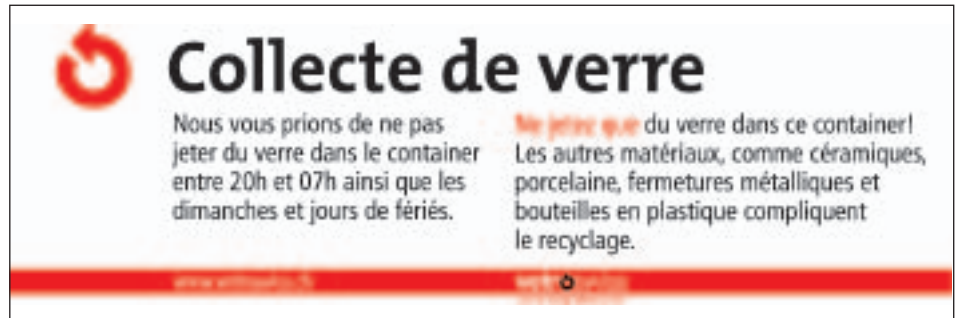 Collecte de verre
Nous vous prions de ne pas
jeter du verre dans le container
entre 20h et 07h ainsi que les
dimanches et jours de fériés.
Ne jetez que du verre dans ce container!
Les autres matériaux, comme céramiques,
porcelaine, fermetures métalliques et
bouteilles en plastique compliquent
le recyclage.